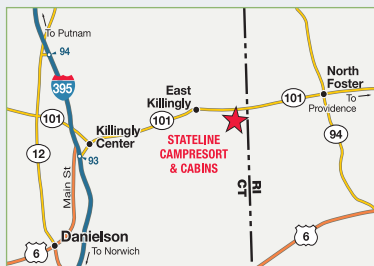 To Putnam
94
395
East
Killingly
North
Foster
To
Providence
101
101
101
Killingly
Center
STATELINE
CAMPRESORT
& CABINS
94
12
Main St
93
RI
CT
Danielson
6
To Norwich
6